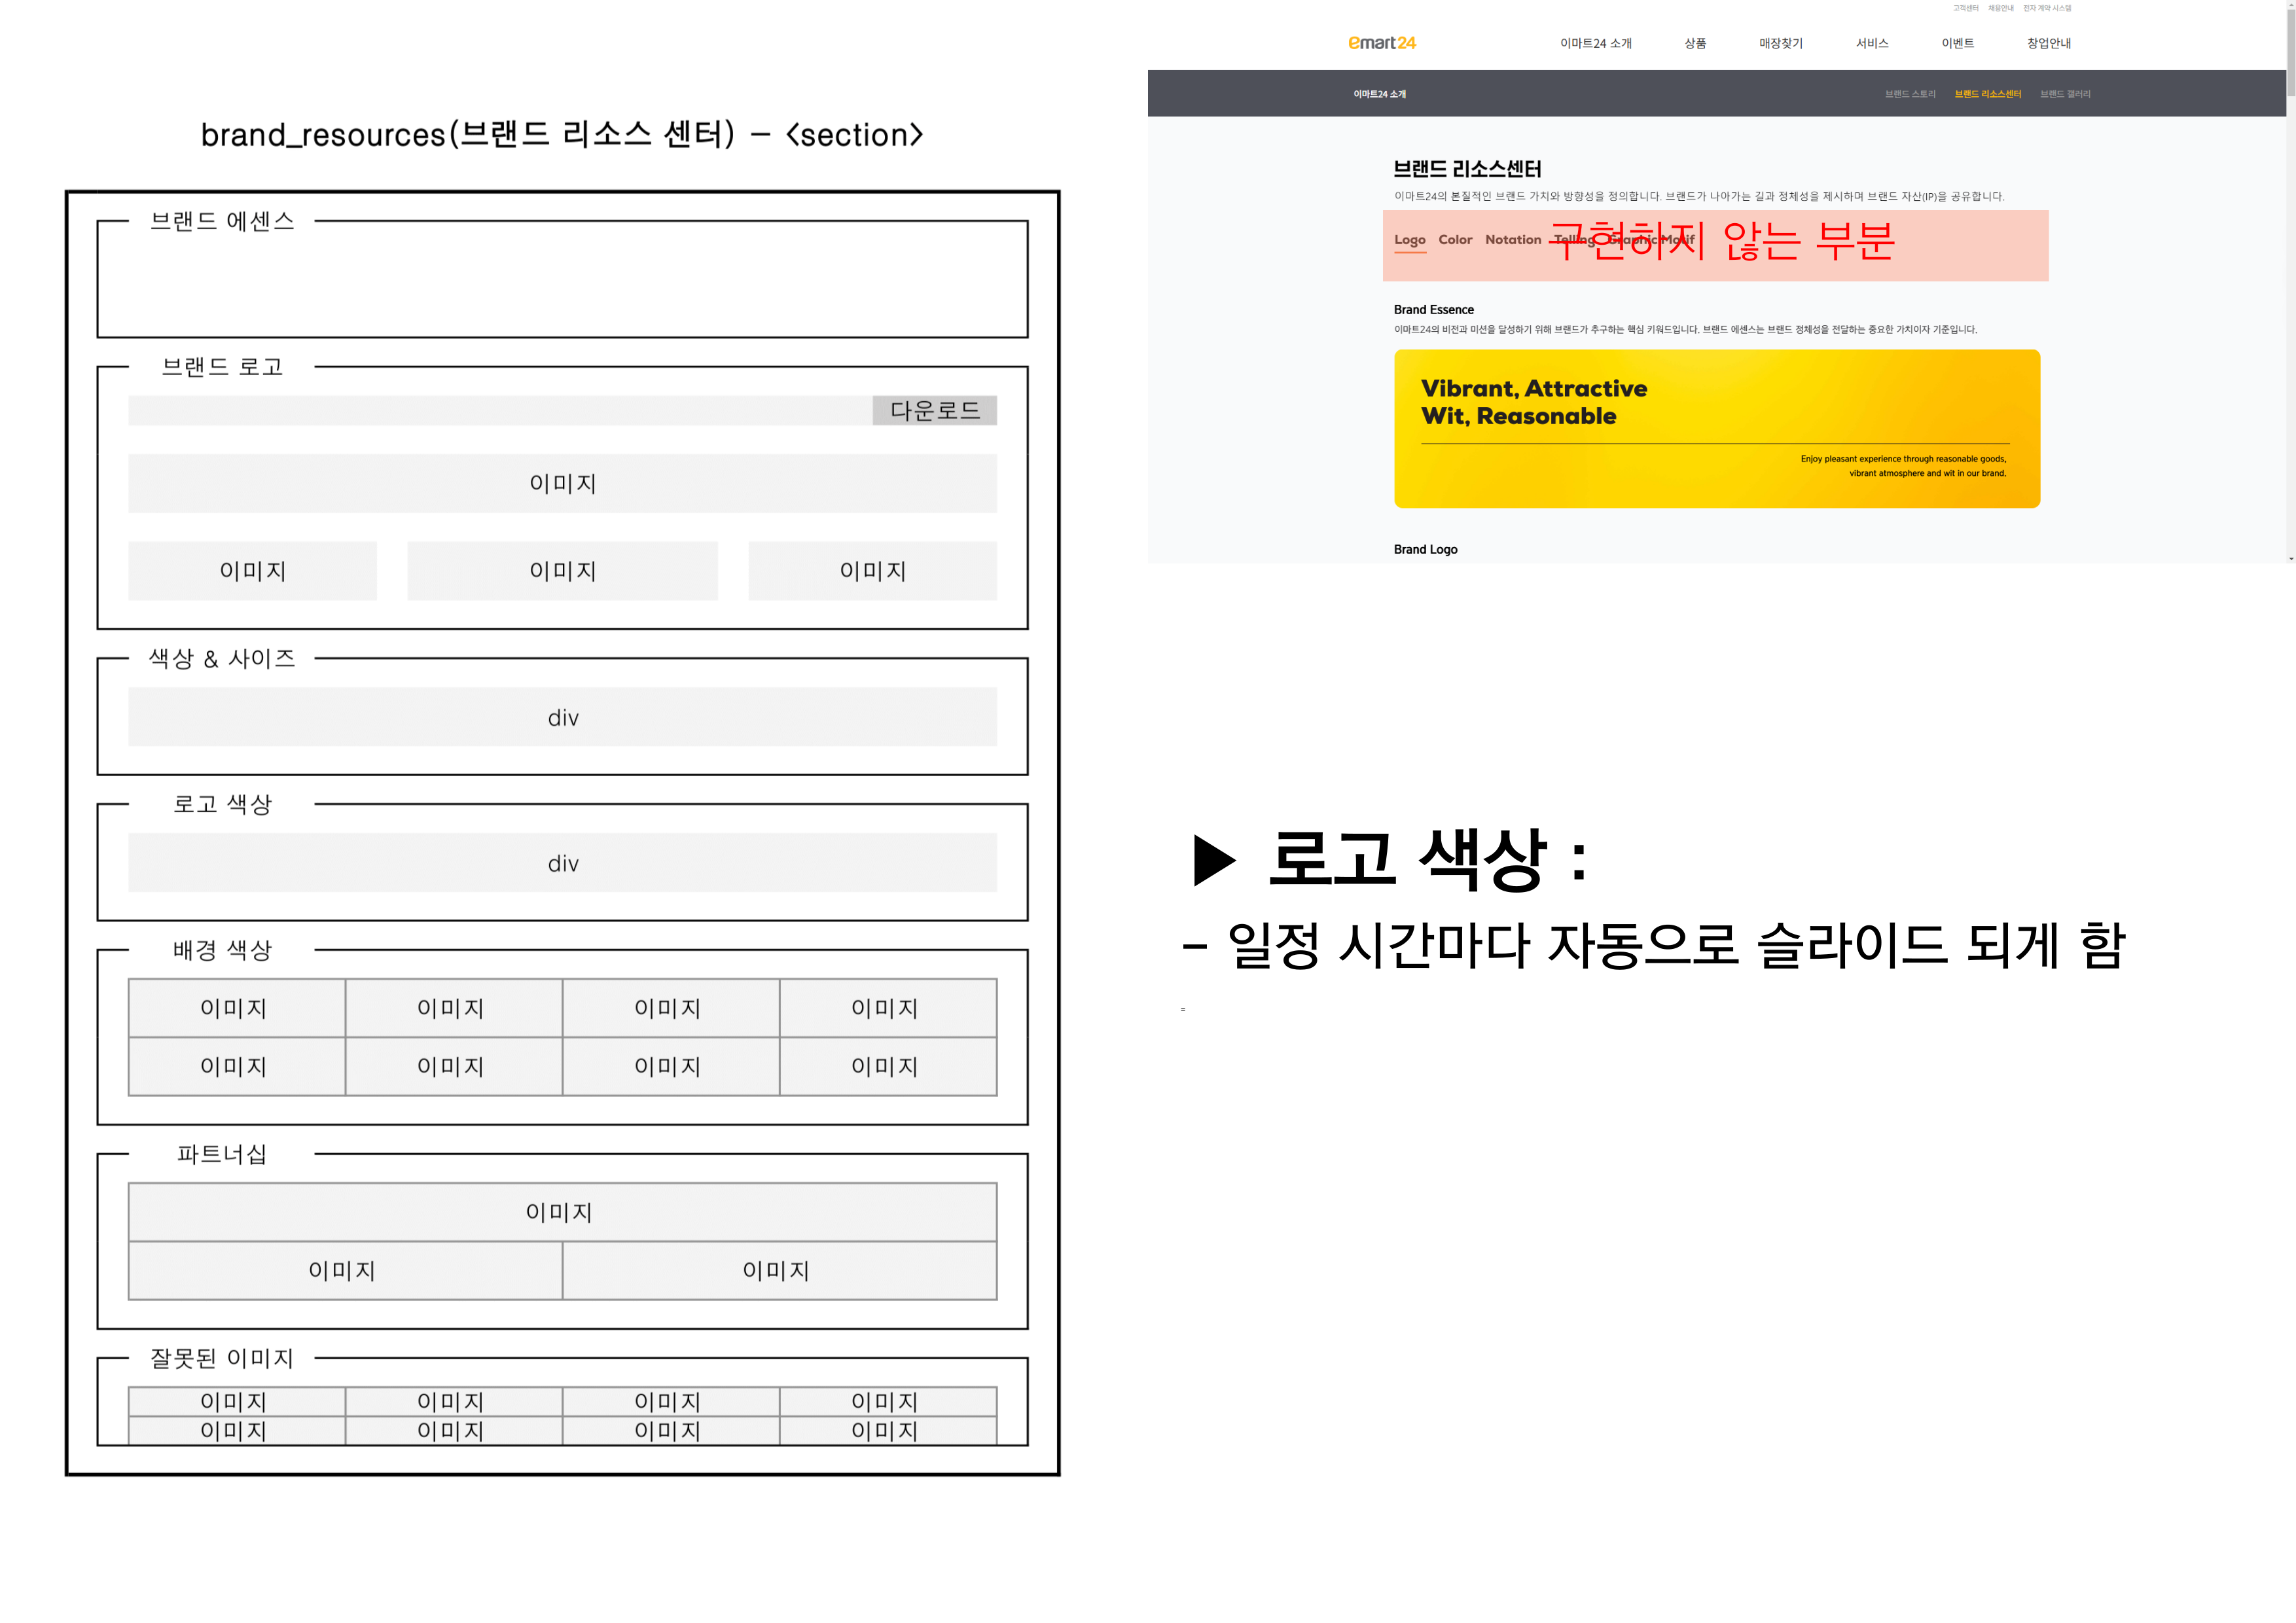 brand_resources(브랜드 리소스 센터) - <section>
브랜드 에센스
브랜드 로고
다운로드
이미지
이미지 이미지 이미지
색상 & 사이즈
div
로고 색상
div
배경 색상
이미지 이미지 이미지 이미지
이미지 이미지 이미지 이미지
파트너십
이미지
이미지 이미지
잘못된 이미지
이미지 이미지 이미지 이미지
이미지 이미지 이미지 이미지
고객센터 채용안내 전자 계약 시스템
emart24 이마트24 소개 상품 매장찾기 서비스 이벤트 창업안내
이마트24 소개 브랜드 스토리 브랜드 리소스센터 브랜드 갤러리
브랜드 리소스센터
이마트24의 본질적인 브랜드 가치와 방향성을 정의합니다. 브랜드가 나아가는 길과 정체성을 제시하며 브랜드 자산(IP)을 공유합니다.
Logo Color Notation Telling Graphic Motif
구현하지 않는 부분
Brand Essence
이마트24의 비전과 미션을 달성하기 위해 브랜드가 추구하는 핵심 키워드입니다. 브랜드 에센스는 브랜드 정체성을 전달하는 중요한 가치이자 기준입니다.
Vibrant, Attractive
Wit, Reasonable
Enjoy pleasant experience through reasonable goods,
vibrant atmosphere and wit in our brand.
Brand Logo
▶ 로고 색상 :
- 일정 시간마다 자동으로 슬라이드 되게 함
=